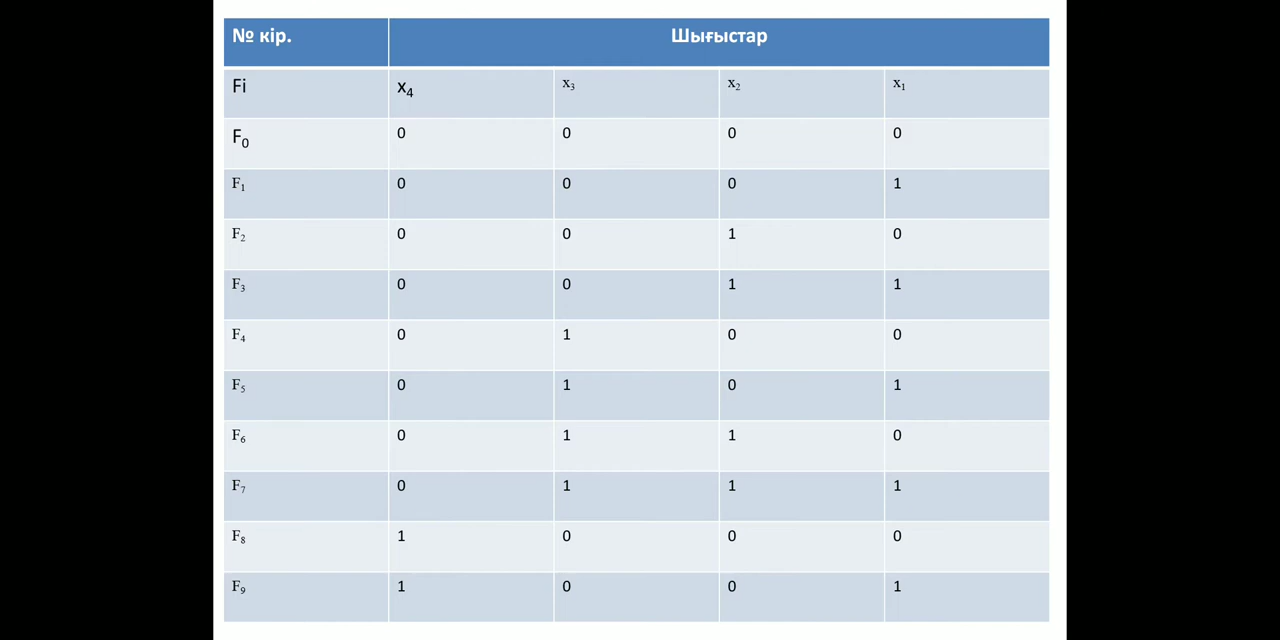 № кір. Шығыстар
Fi x₄ x₃ x₂ x₁
F₀ 0 0 0 0
F₁ 0 0 0 1
F₂ 0 0 1 0
F₃ 0 0 1 1
F₄ 0 1 0 0
F₅ 0 1 0 1
F₆ 0 1 1 0
F₇ 0 1 1 1
F₈ 1 0 0 0
F₉ 1 0 0 1